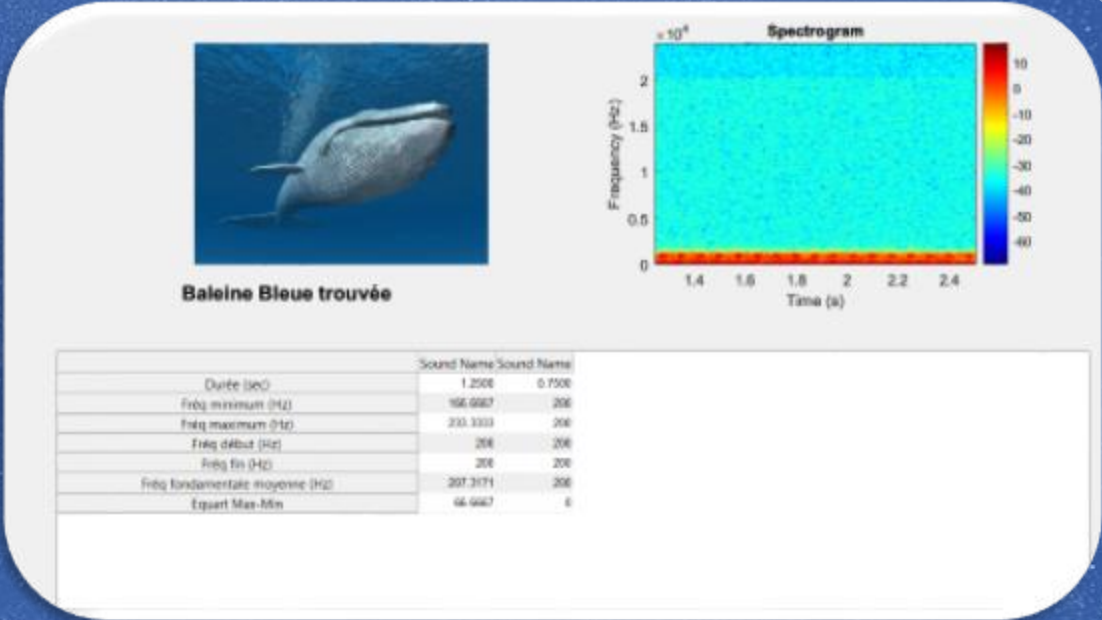 ×10⁴ Spectrogram
2
1.5
1
0.5
0
Frequency (Hz)
1.4 1.6 1.8 2 2.2 2.4
Time (s)
10
0
-10
-20
-30
-40
-50
-60
Baleine Bleue trouvée
Sound Name Sound Name
Durée (sec) 1.2500 0.7500
Fréq minimum (Hz) 166.6667 200
Fréq maximum (Hz) 233.3333 200
Fréq début (Hz) 200 200
Fréq fin (Hz) 200 200
Fréq fondamentale moyenne (Hz) 207.3171 200
Equart Max-Min 66.6667 0